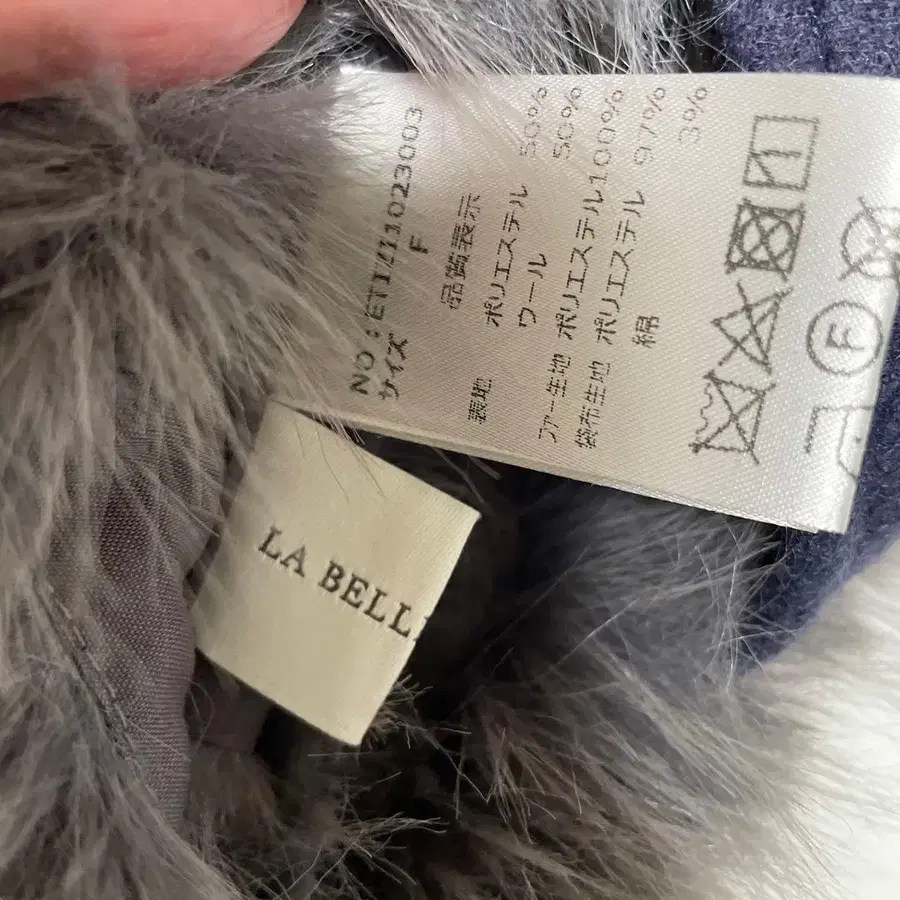 NO：ET1711023003
サイズ F
品質表示
表地 ポリエステル 50%
ウール 50%
ファー生地 ポリエステル100%
袋布生地 ポリエステル 97%
綿 3%
F
LA BELL